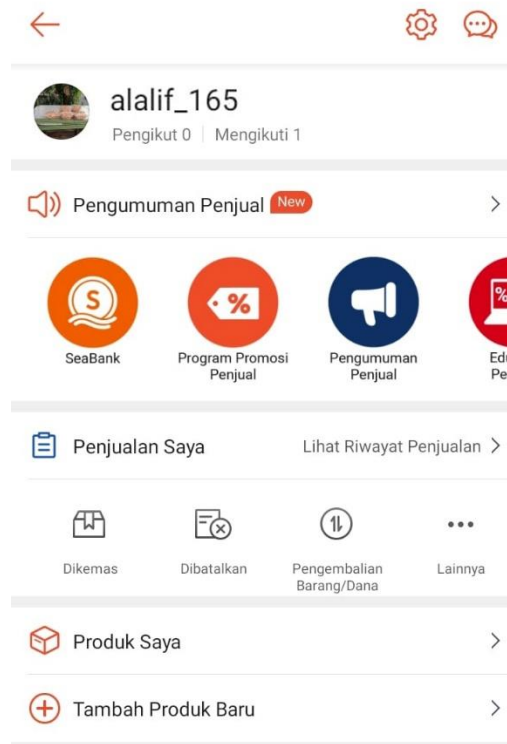 alalif_165
Pengikut 0 | Mengikuti 1
Pengumuman Penjual New
S
%
%
SeaBank
Program Promosi
Penjual
Pengumuman
Penjual
Penjualan Saya
Lihat Riwayat Penjualan
Dikemas
Dibatalkan
Pengembalian
Barang/Dana
Lainnya
Produk Saya
Tambah Produk Baru